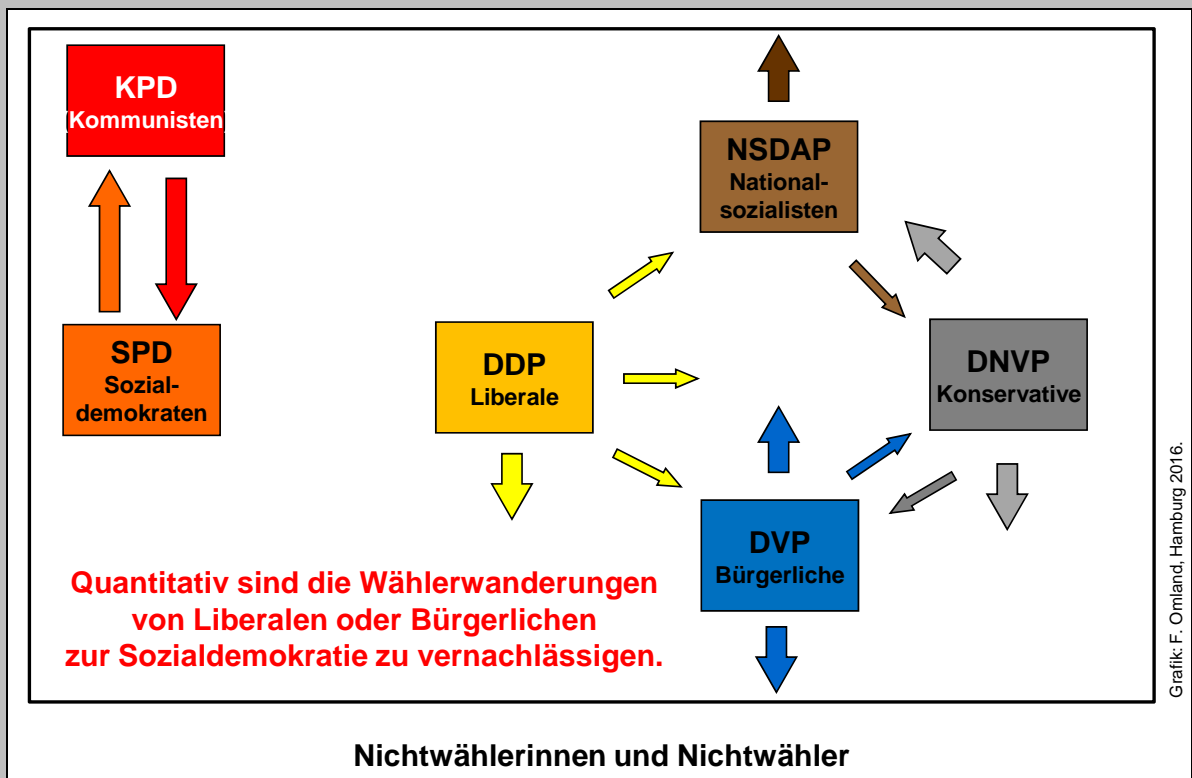 KPD
(Kommunisten)
NSDAP
National-
sozialisten
SPD
Sozial-
demokraten
DDP
Liberale
DNVP
Konservative
DVP
Bürgerliche
Quantitativ sind die Wählerwanderungen
von Liberalen oder Bürgerlichen
zur Sozialdemokratie zu vernachlässigen.
Grafik: F. Omland, Hamburg 2016.
Nichtwählerinnen und Nichtwähler